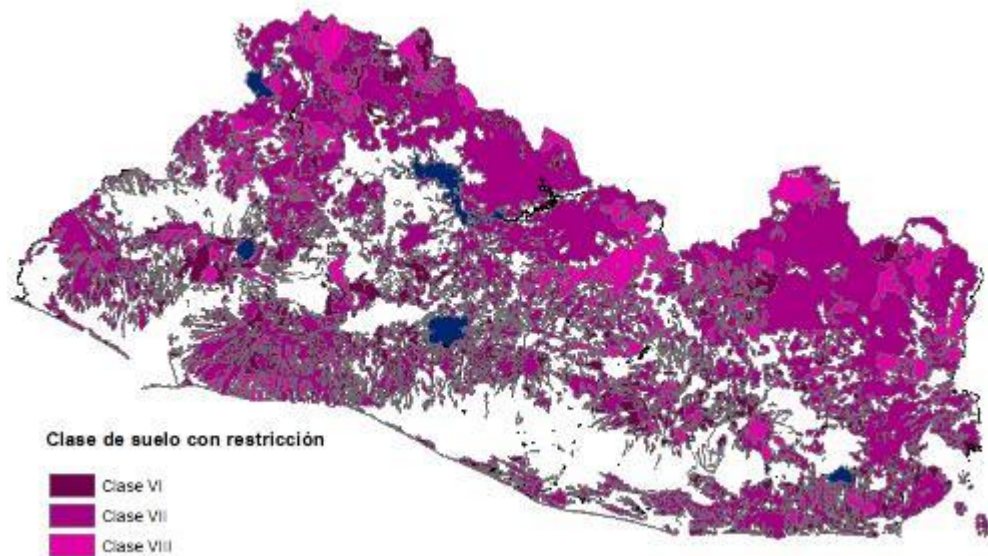 Clase de suelo con restricción
Clase VI
Clase VII
Clase VIII